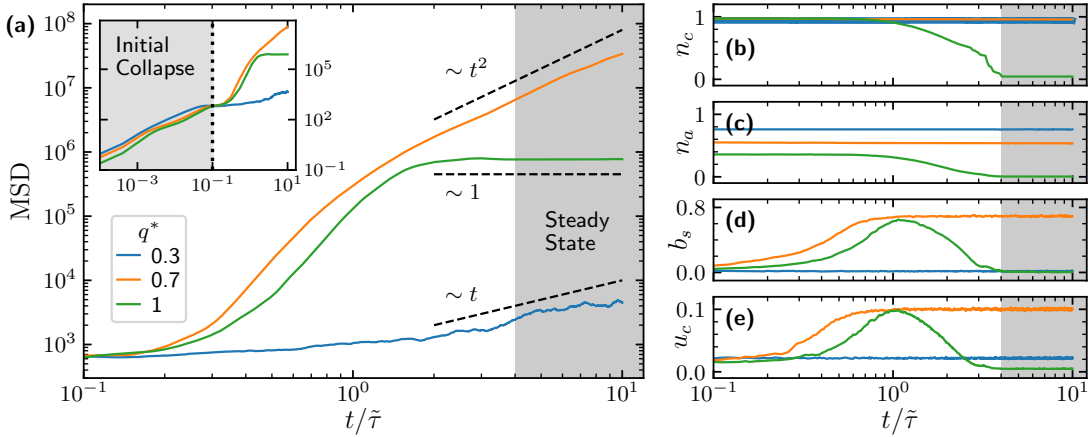 (a)
MSD
10^8
10^7
10^6
10^5
10^4
10^3
10^-1
10^0
10^1
t/τ̃
Initial
Collapse
10^5
10^2
10^-1
10^-3
10^-1
10^1
~ t^2
~ 1
~ t
Steady
State
q*
0.3
0.7
1
(b)
n_c
1
0
(c)
n_a
1
0
(d)
b_s
0.8
0.0
(e)
u_c
0.1
0.0
10^-1
10^0
10^1
t/τ̃